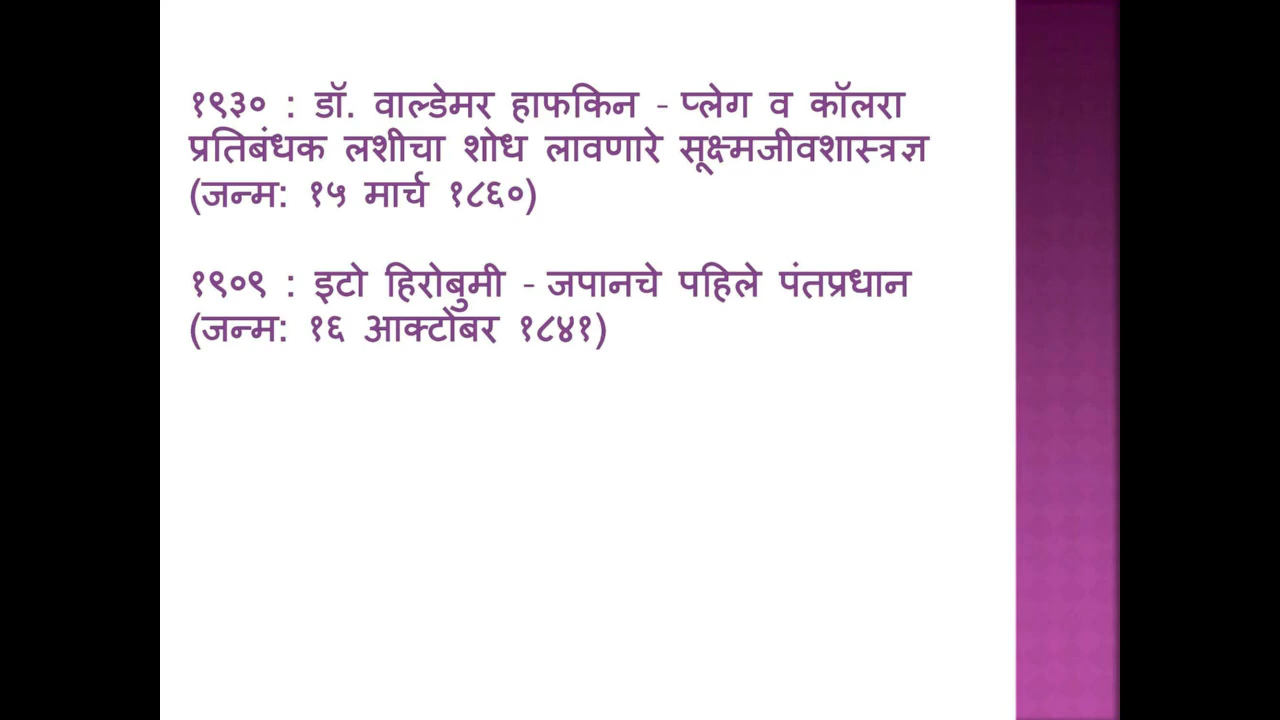 १९३० : डॉ. वाल्डेमर हाफकिन - प्लेग व कॉलरा
प्रतिबंधक लशीचा शोध लावणारे सूक्ष्मजीवशास्त्रज्ञ
(जन्म: १५ मार्च १८६०)
१९०९ : इटो हिरोबुमी - जपानचे पहिले पंतप्रधान
(जन्म: १६ आक्टोबर १८४१)